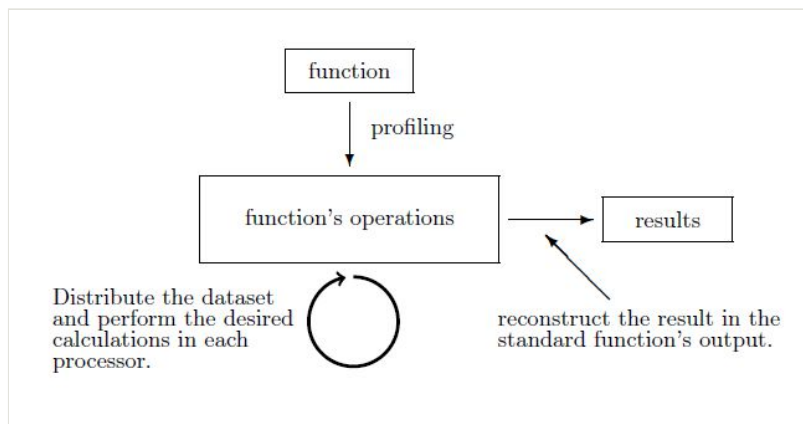 function
profiling
function's operations
results
Distribute the dataset
and perform the desired
calculations in each
processor.
reconstruct the result in the
standard function's output.